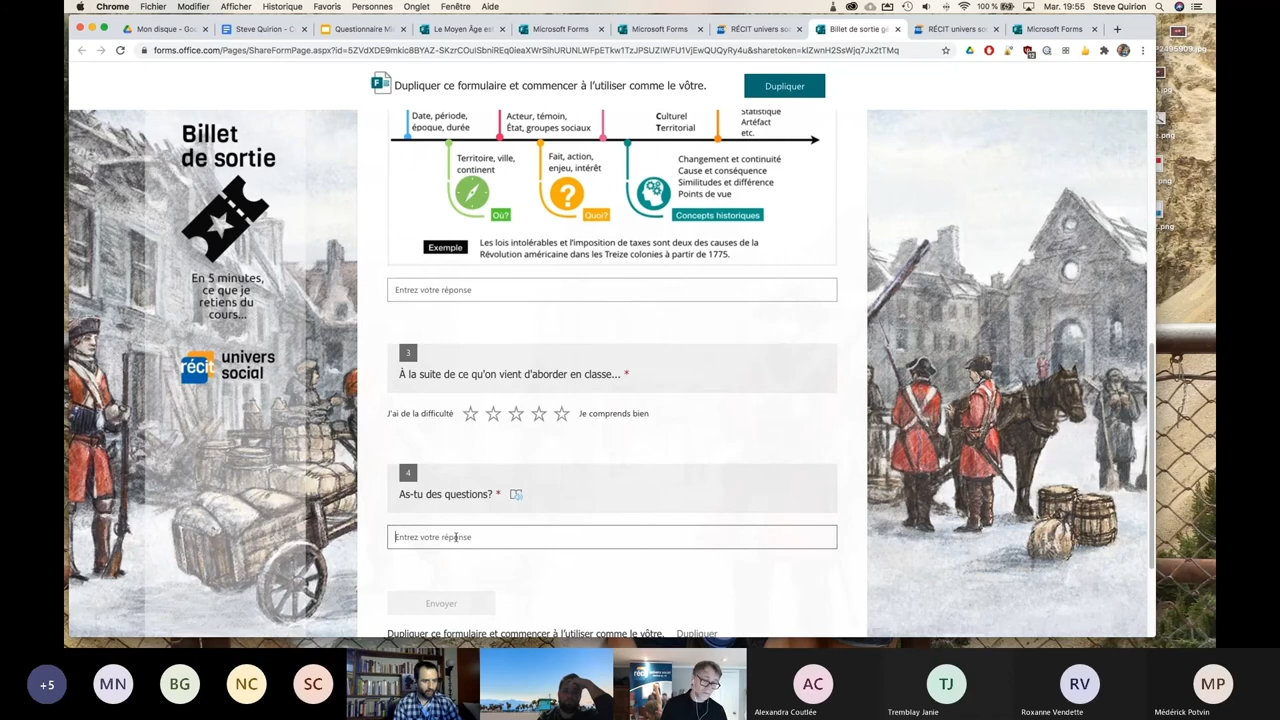 Chrome Fichier Modifier Afficher Historique Favoris Personnes Onglet Fenêtre Aide
100 % Mar. 19:55 Steve Quirion
Mon disque - Goo
Steve Quirion - C
Questionnaire Mi
Le Moyen Âge es
Microsoft Forms
Microsoft Forms
RÉCIT univers soc
Billet de sortie gé
RÉCIT univers so
Microsoft Forms
Dupliquer ce formulaire et commencer à l'utiliser comme le vôtre.
Dupliquer
Billet
de sortie
En 5 minutes,
ce que je
retiens du
cours...
récit
univers
social
Date, période,
époque, durée
Acteur, témoin,
État, groupes sociaux
Culturel
Territorial
Statistique
Artéfact
etc.
Territoire, ville,
continent
Fait, action,
enjeu, intérêt
Changement et continuité
Cause et conséquence
Similitudes et différence
Points de vue
Où?
Quoi?
Concepts historiques
Exemple
Les lois intolérables et l'imposition de taxes sont deux des causes de la
Révolution américaine dans les Treize colonies à partir de 1775.
Entrez votre réponse
3
À la suite de ce qu'on vient d'aborder en classe... *
J'ai de la difficulté
Je comprends bien
4
As-tu des questions? *
Entrez votre réponse
Envoyer
Dupliquer ce formulaire et commencer à l'utiliser comme le vôtre. Dupliquer
+5
MN
BG
NC
SC
AC
Alexandra Coutlée
TJ
Tremblay Janie
RV
Roxanne Vendette
MP
Médérick Potvin